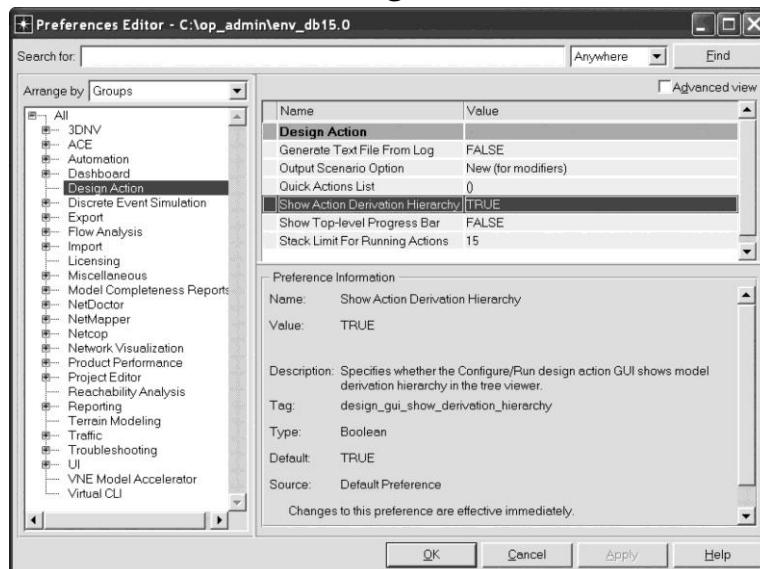 Preferences Editor - C:\op_admin\env_db15.0
Search for:
Anywhere
Find
Arrange by Groups
Advanced view
All
3DNV
ACE
Automation
Dashboard
Design Action
Discrete Event Simulation
Export
Flow Analysis
Import
Licensing
Miscellaneous
Model Completeness Reports
NetDoctor
NetMapper
Netcop
Network Visualization
Product Performance
Project Editor
Reachability Analysis
Reporting
Terrain Modeling
Traffic
Troubleshooting
UI
VNE Model Accelerator
Virtual CLI
Name Value
Design Action
Generate Text File From Log FALSE
Output Scenario Option New (for modifiers)
Quick Actions List ()
Show Action Derivation Hierarchy TRUE
Show Top-level Progress Bar FALSE
Stack Limit For Running Actions 15
Preference Information
Name: Show Action Derivation Hierarchy
Value: TRUE
Description: Specifies whether the Configure/Run design action GUI shows model
derivation hierarchy in the tree viewer.
Tag: design_gui_show_derivation_hierarchy
Type: Boolean
Default: TRUE
Source: Default Preference
Changes to this preference are effective immediately.
OK Cancel Apply Help